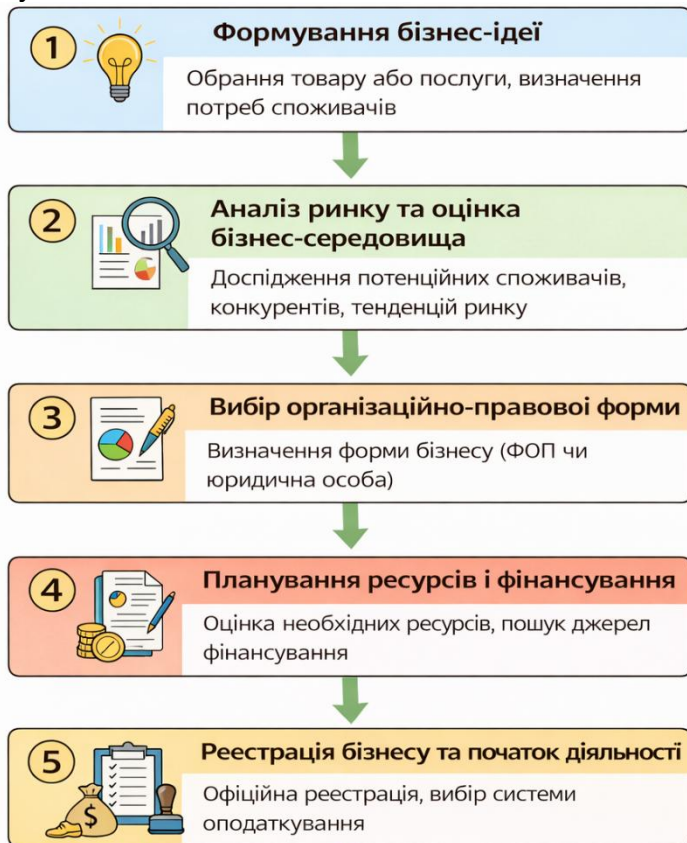 1
Формування бізнес-ідеї
Обрання товару або послуги, визначення
потреб споживачів
2
Аналіз ринку та оцінка
бізнес-середовища
Доспідження потенційних споживачів,
конкурентів, тенденцій ринку
3
Вибір організаційно-правовоі форми
Визначення форми бізнесу (ФОП чи
юридична особа)
4
Планування ресурсів і фінансування
Оцінка необхідних ресурсів, пошук джерел
фінансування
5
Реестрація бізнесу та початок діяльності
Офіційна реєстрація, вибір системи
оподаткування
$